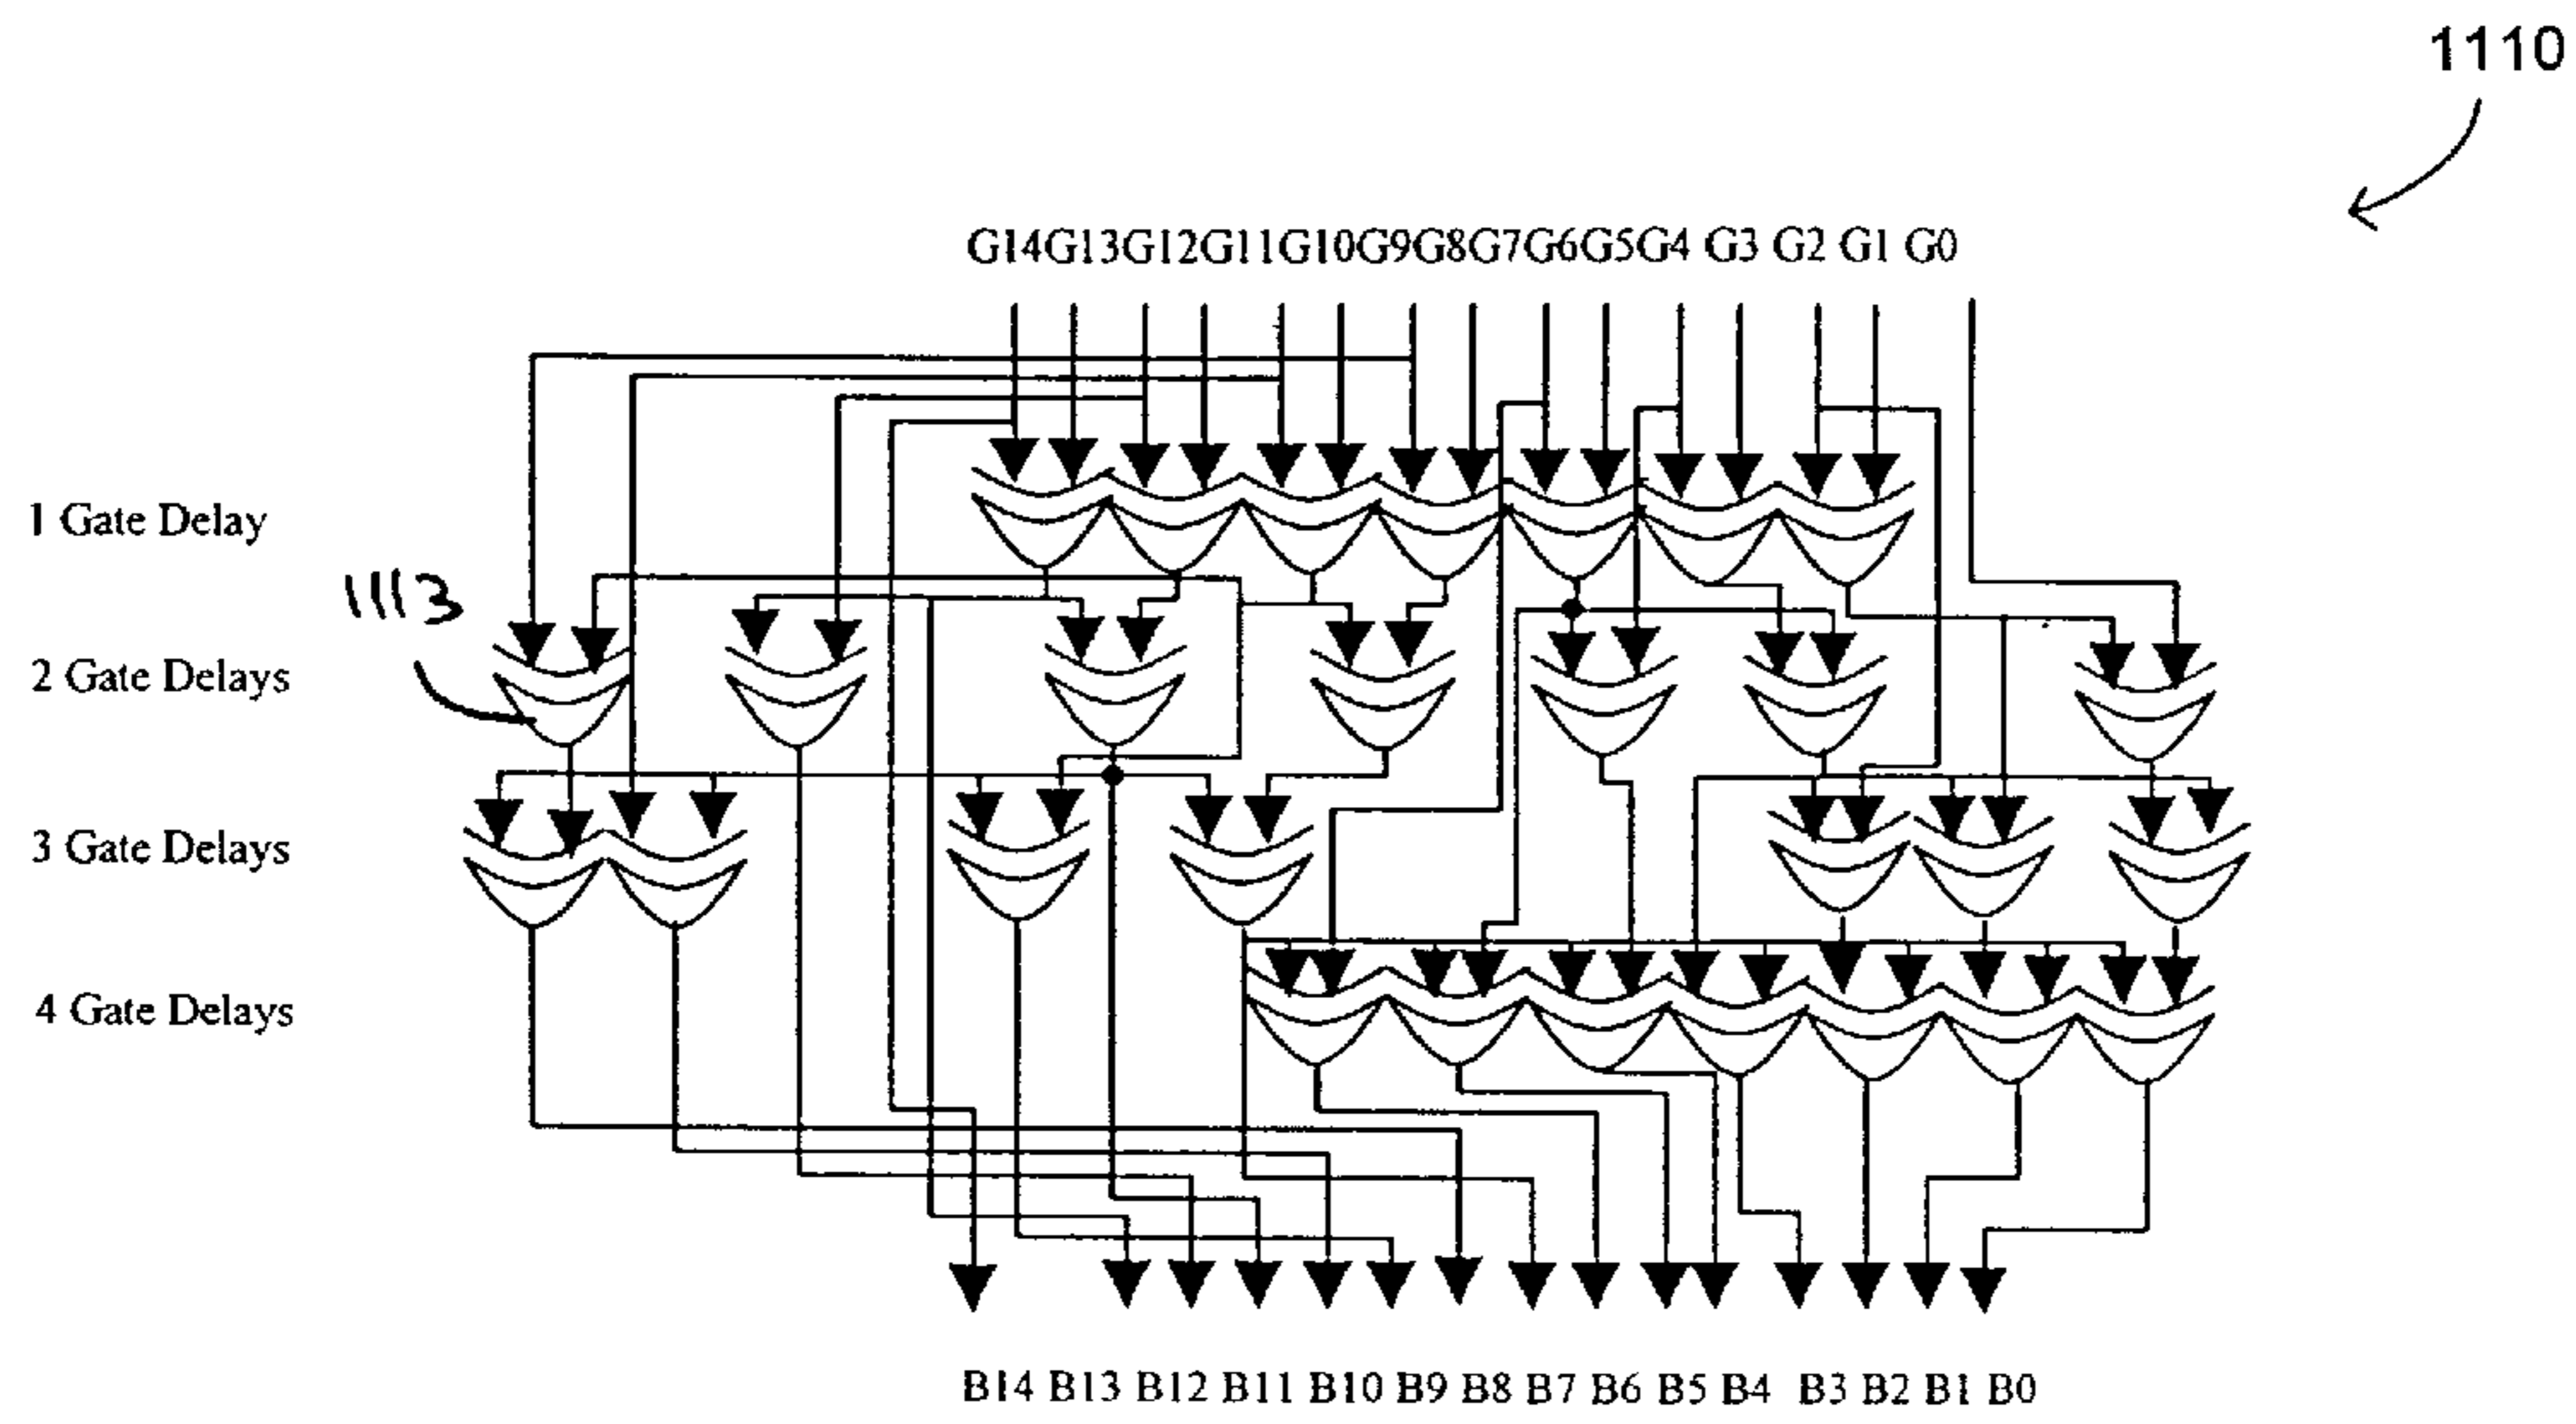 1110
G14G13G12G11G10G9G8G7G6G5G4 G3 G2 G1 G0
1 Gate Delay
1113
2 Gate Delays
3 Gate Delays
4 Gate Delays
B14 B13 B12 B11 B10 B9 B8 B7 B6 B5 B4 B3 B2 B1 B0